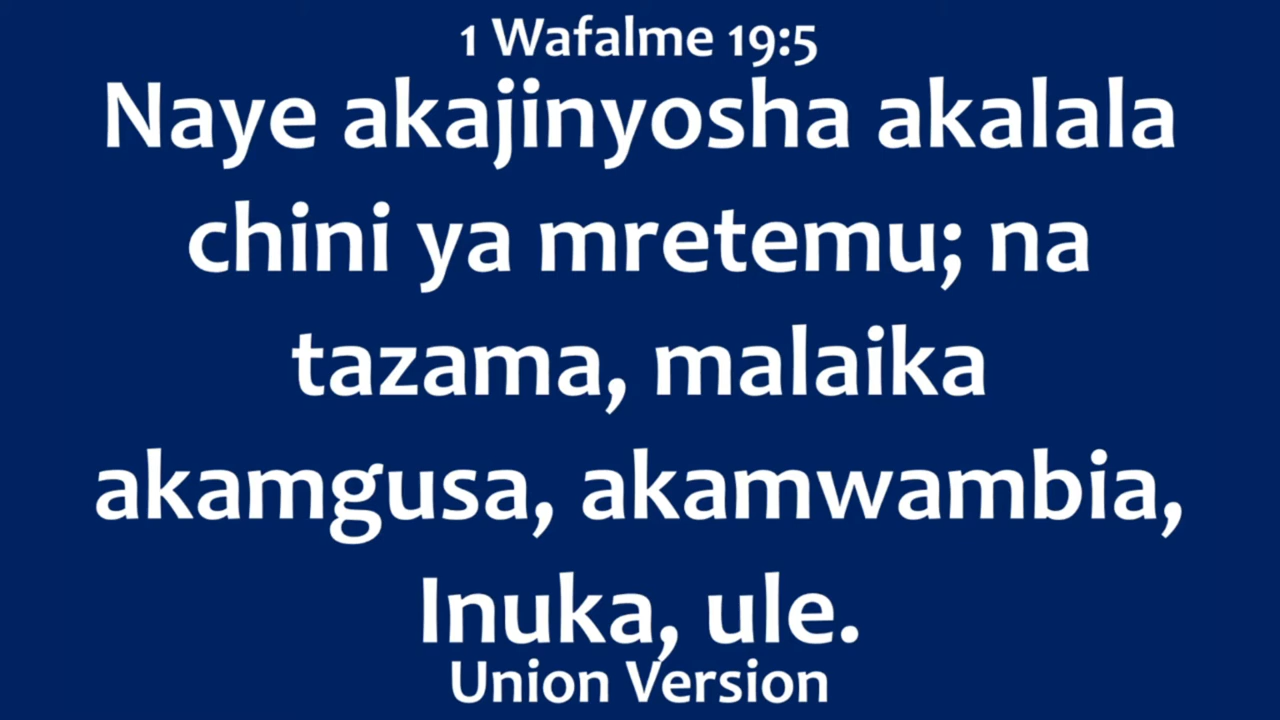 1 Wafalme 19:5
Naye akajinyosha akalala
chini ya mretemu; na
tazama, malaika
akamgusa, akamwambia,
Inuka, ule.
Union Version